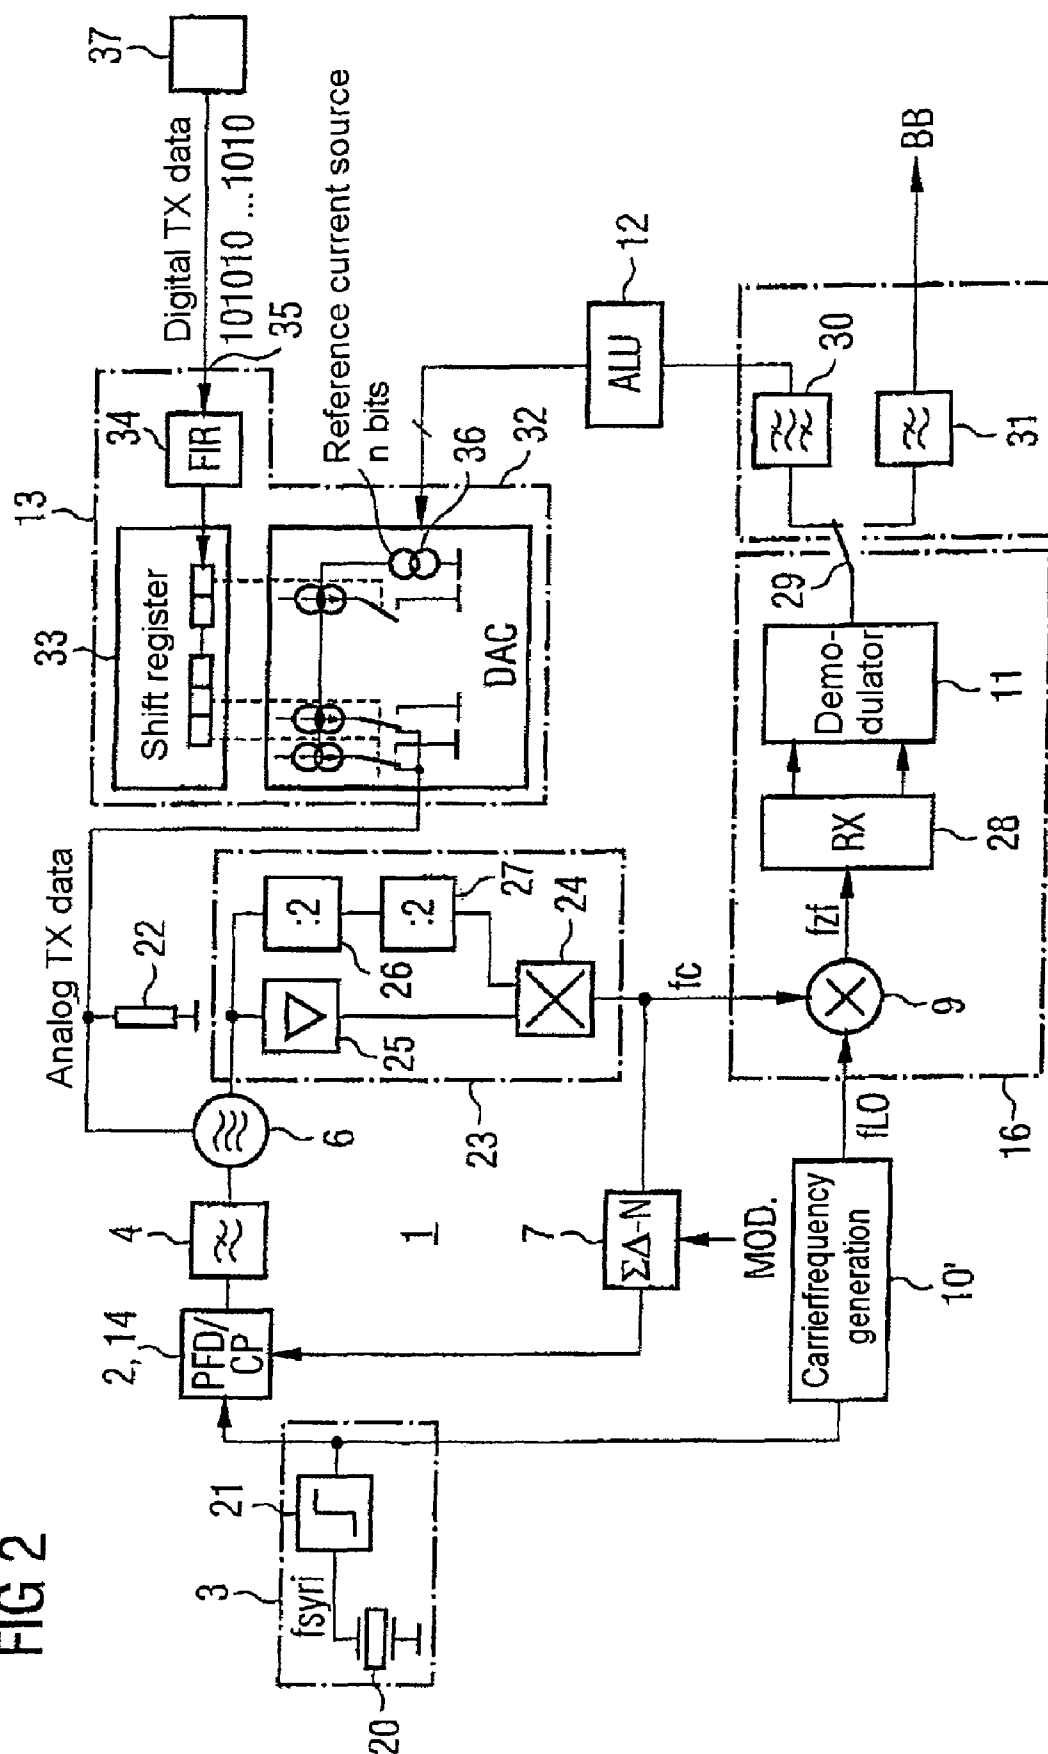 FIG 2
37
Digital TX data
101010 ... 1010
35
34
FIR
13
33
Shift register
Reference current source
n bits
36
32
DAC
12
ALU
BB
30
31
29
Demo-
dulator
11
RX
28
fzf
9
fLO
16
Analog TX data
22
:2
26
:2
27
24
25
23
fc
6
4
1
7
ΣΔ-N
MOD.
2, 14
PFD/
CP
Carrierfrequency
generation
10'
21
3
fsyri
20